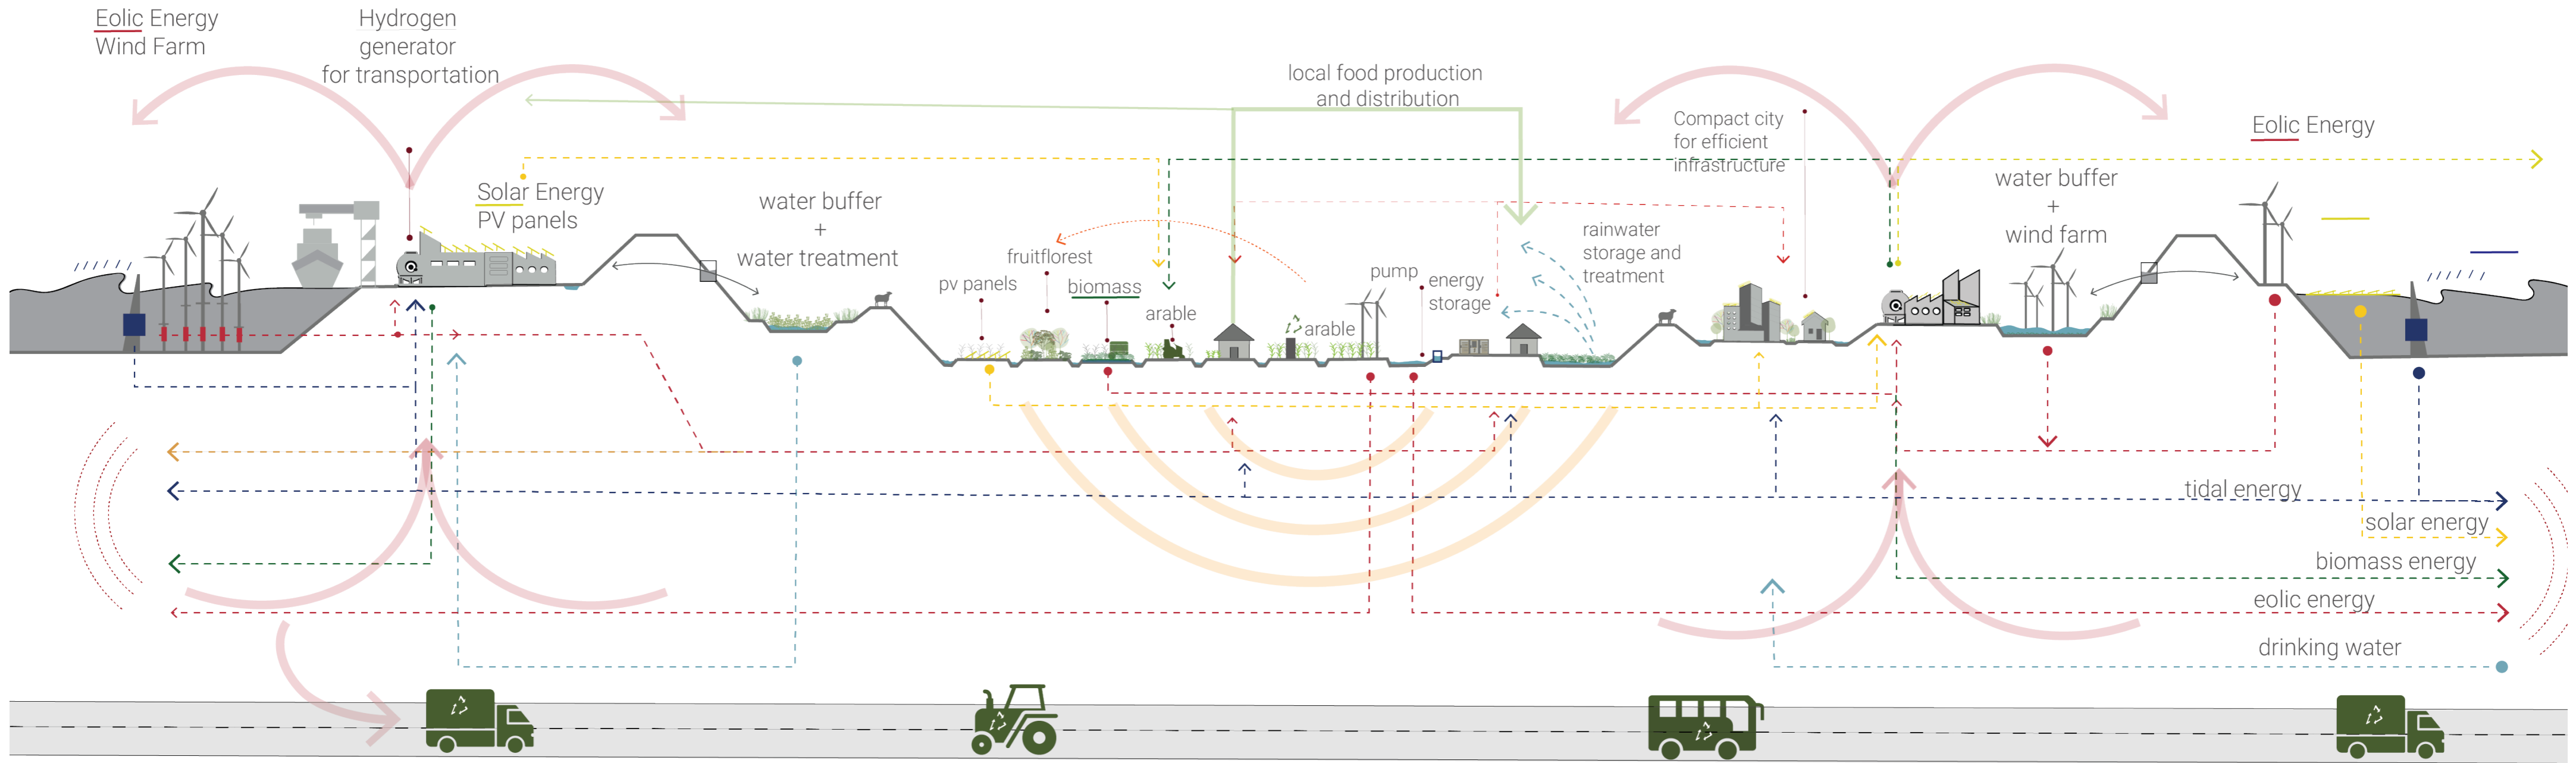 Eolic Energy
Wind Farm
Hydrogen
generator
for transportation
Solar Energy
PV panels
water buffer
+
water treatment
pv panels
fruitflorest
biomass
arable
local food production
and distribution
arable
pump
energy
storage
rainwater
storage and
treatment
Compact city
for efficient
infrastructure
water buffer
+
wind farm
Eolic Energy
tidal energy
solar energy
biomass energy
eolic energy
drinking water